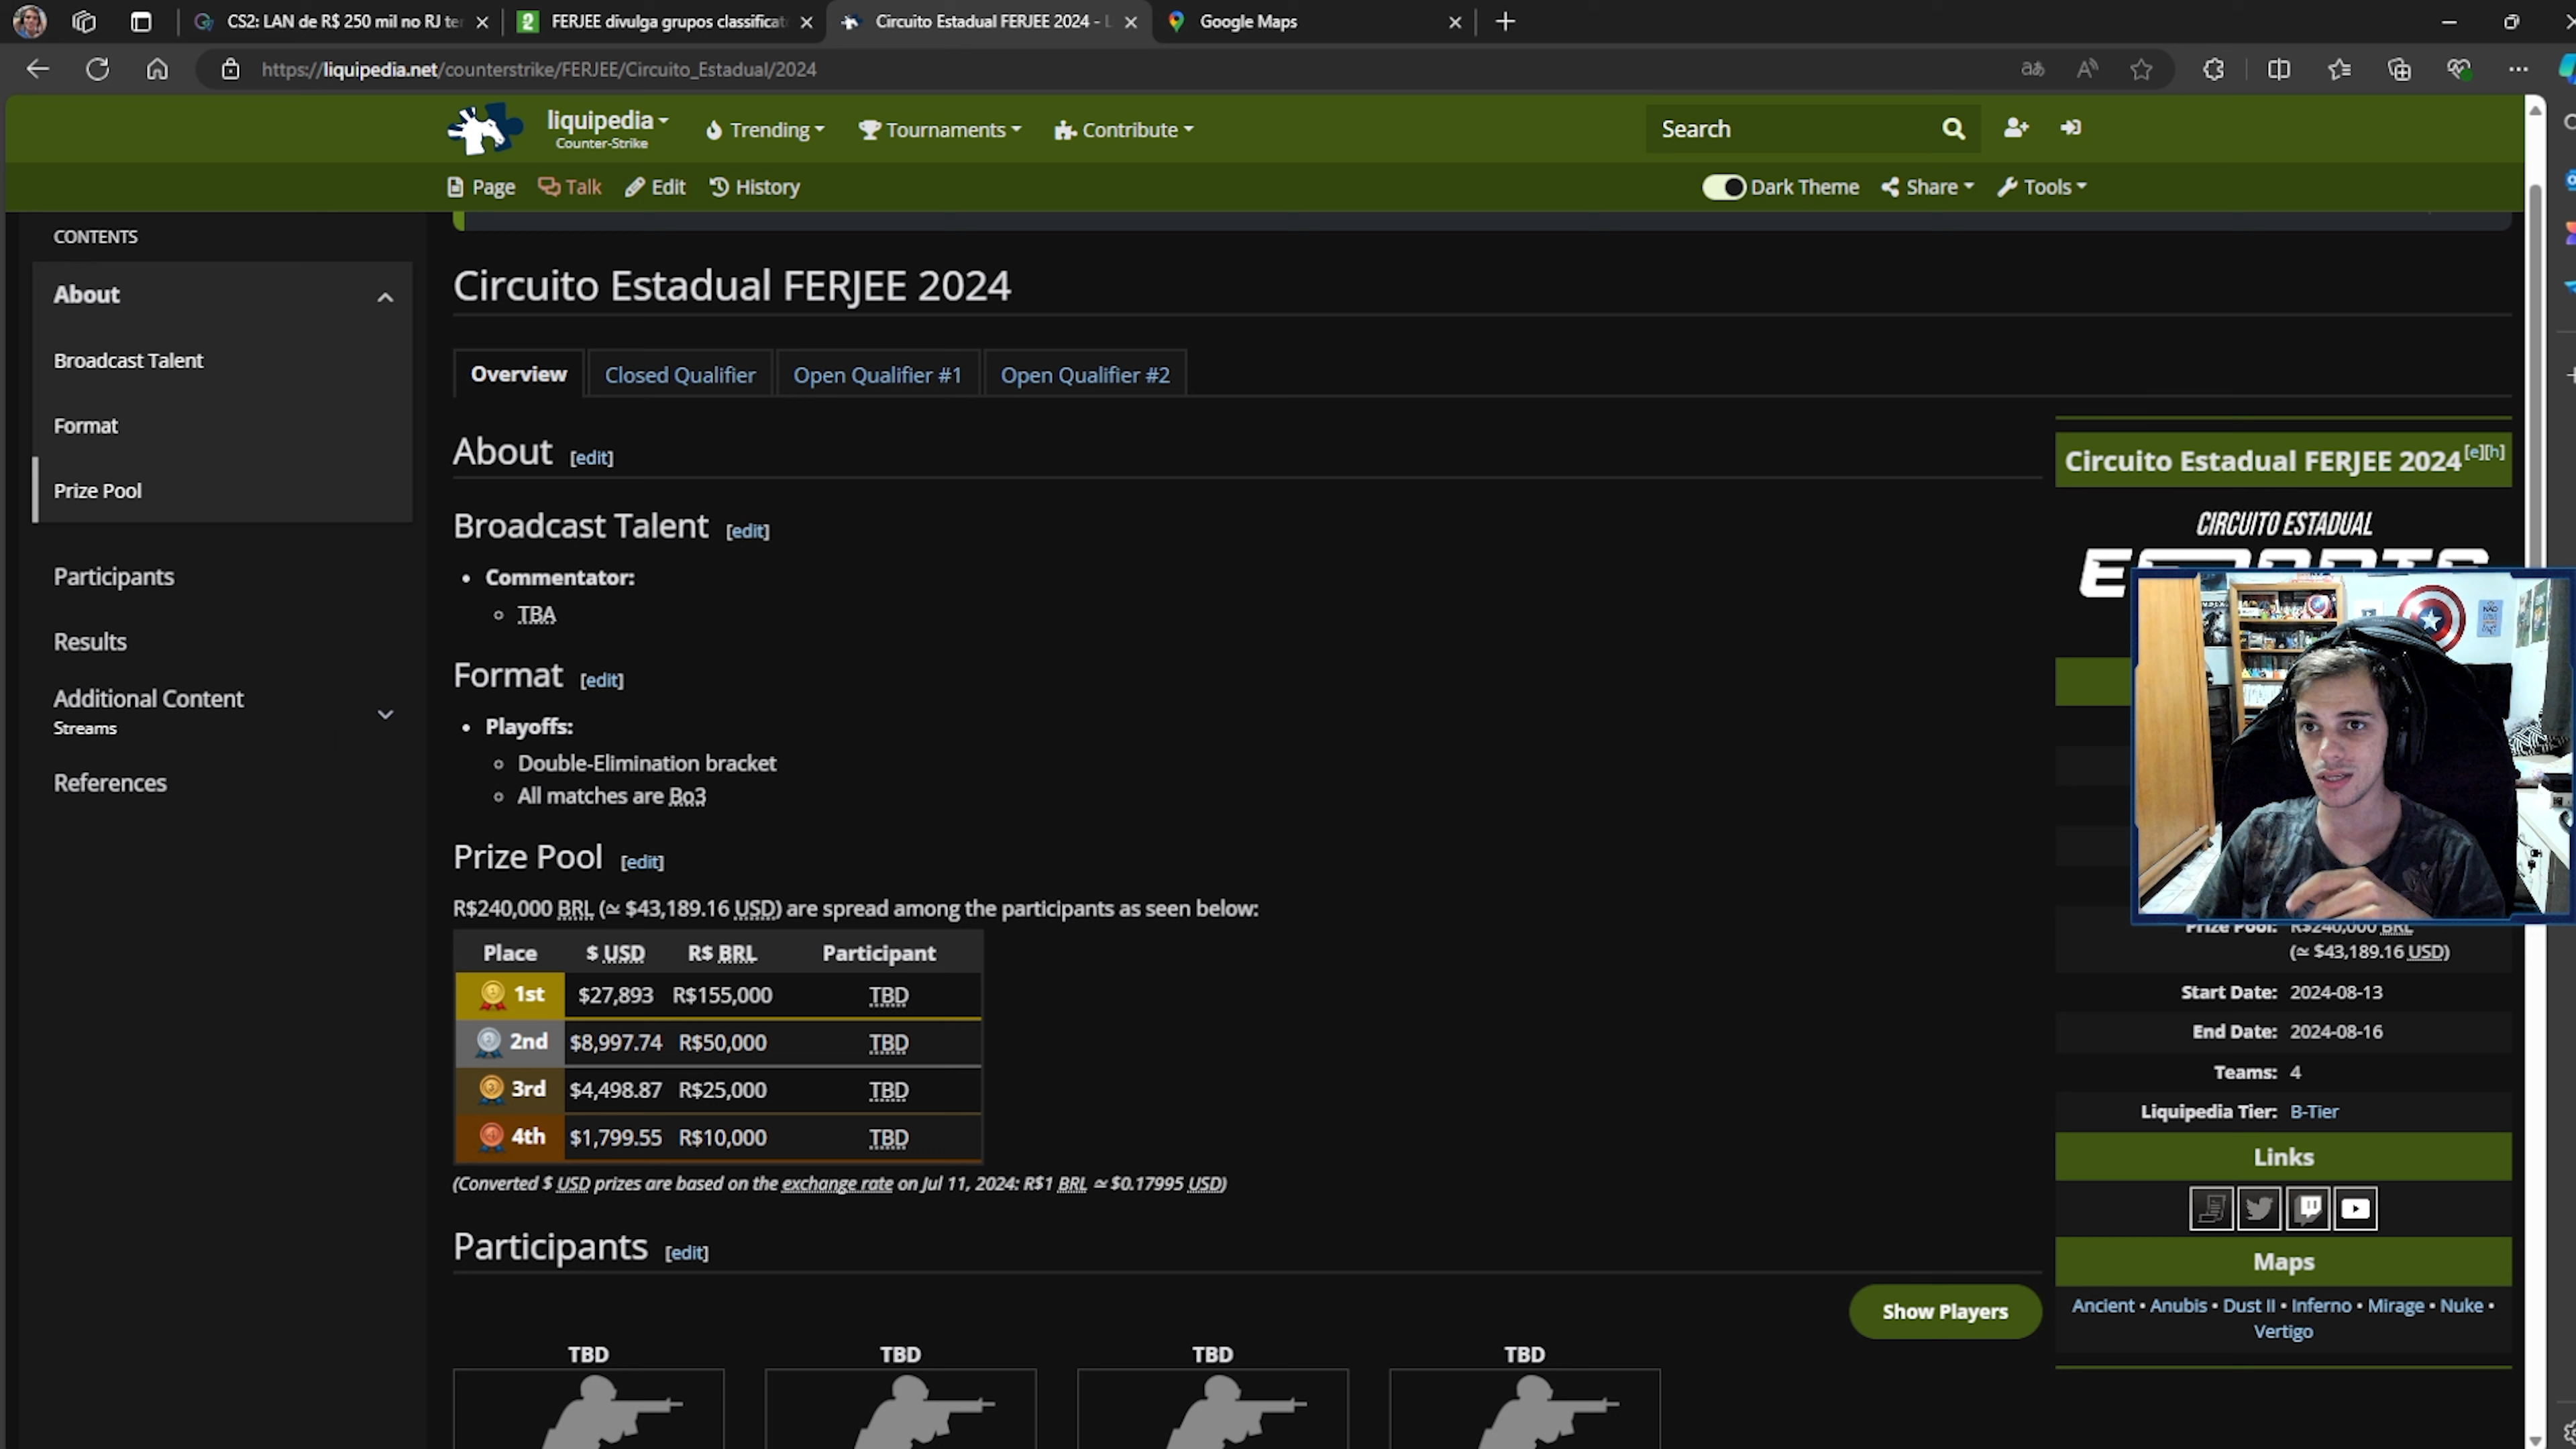 CS2: LAN de R$ 250 mil no RJ ter
FERJEE divulga grupos classificat
Circuito Estadual FERJEE 2024 - L
Google Maps
https://liquipedia.net/counterstrike/FERJEE/Circuito_Estadual/2024
liquipedia
Counter-Strike
Trending
Tournaments
Contribute
Search
Page
Talk
Edit
History
Dark Theme
Share
Tools
CONTENTS
About
Broadcast Talent
Format
Prize Pool
Participants
Results
Additional Content
Streams
References
Circuito Estadual FERJEE 2024
Overview
Closed Qualifier
Open Qualifier #1
Open Qualifier #2
About [edit]
Broadcast Talent [edit]
• Commentator:
TBA
Format [edit]
• Playoffs:
Double-Elimination bracket
All matches are Bo3
Prize Pool [edit]
R$240,000 BRL (≃ $43,189.16 USD) are spread among the participants as seen below:
Place $ USD R$ BRL Participant
1st $27,893 R$155,000 TBD
2nd $8,997.74 R$50,000 TBD
3rd $4,498.87 R$25,000 TBD
4th $1,799.55 R$10,000 TBD
(Converted $ USD prizes are based on the exchange rate on Jul 11, 2024: R$1 BRL ≃ $0.17995 USD)
Participants [edit]
Show Players
TBD TBD TBD TBD
Circuito Estadual FERJEE 2024 [e][h]
CIRCUITO ESTADUAL
ESPORTS
Prize Pool: R$240,000 BRL
(≃ $43,189.16 USD)
Start Date: 2024-08-13
End Date: 2024-08-16
Teams: 4
Liquipedia Tier: B-Tier
Links
Maps
Ancient • Anubis • Dust II • Inferno • Mirage • Nuke •
Vertigo